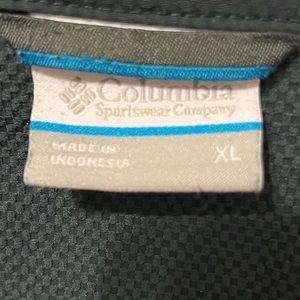 Columbia
Sportswear Company
MADE IN
INDONESIA
XL